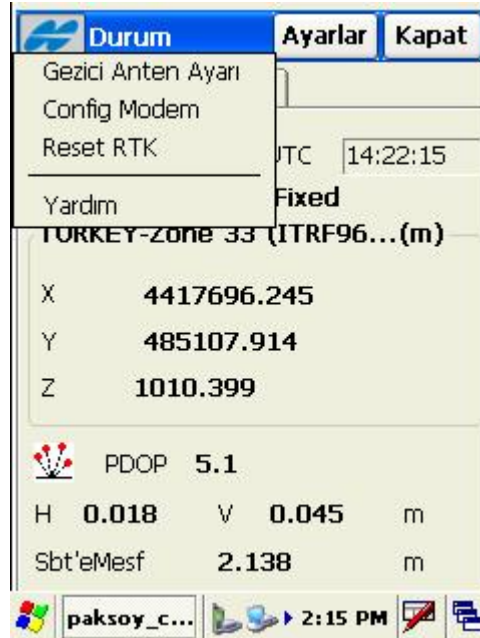 Durum Ayarlar Kapat
Gezici Anten Ayarı
Config Modem
Reset RTK
UTC 14:22:15
Yardım
Fixed
TURKEY-Zone 33 (ITRF96...(m)
X 4417696.245
Y 485107.914
Z 1010.399
PDOP 5.1
H 0.018 V 0.045 m
Sbt'eMesf 2.138 m
paksoy_c... 2:15 PM